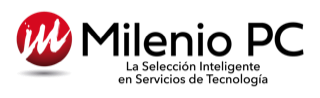 Milenio PC
La Selección Inteligente
en Servicios de Tecnología